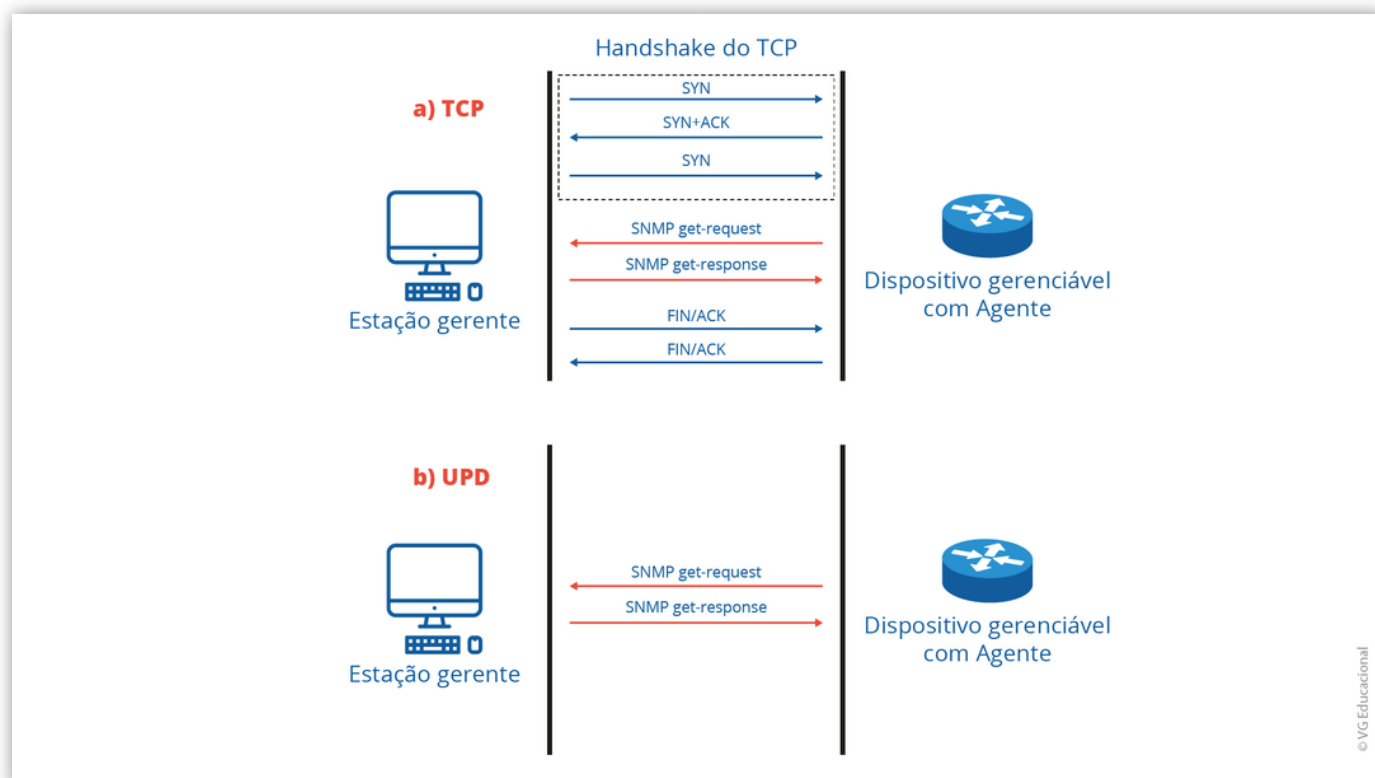 Handshake do TCP
a) TCP
SYN
SYN+ACK
SYN
SNMP get-request
SNMP get-response
FIN/ACK
FIN/ACK
Estação gerente
Dispositivo gerenciável
com Agente
b) UPD
SNMP get-request
SNMP get-response
Estação gerente
Dispositivo gerenciável
com Agente
© VG Educacional